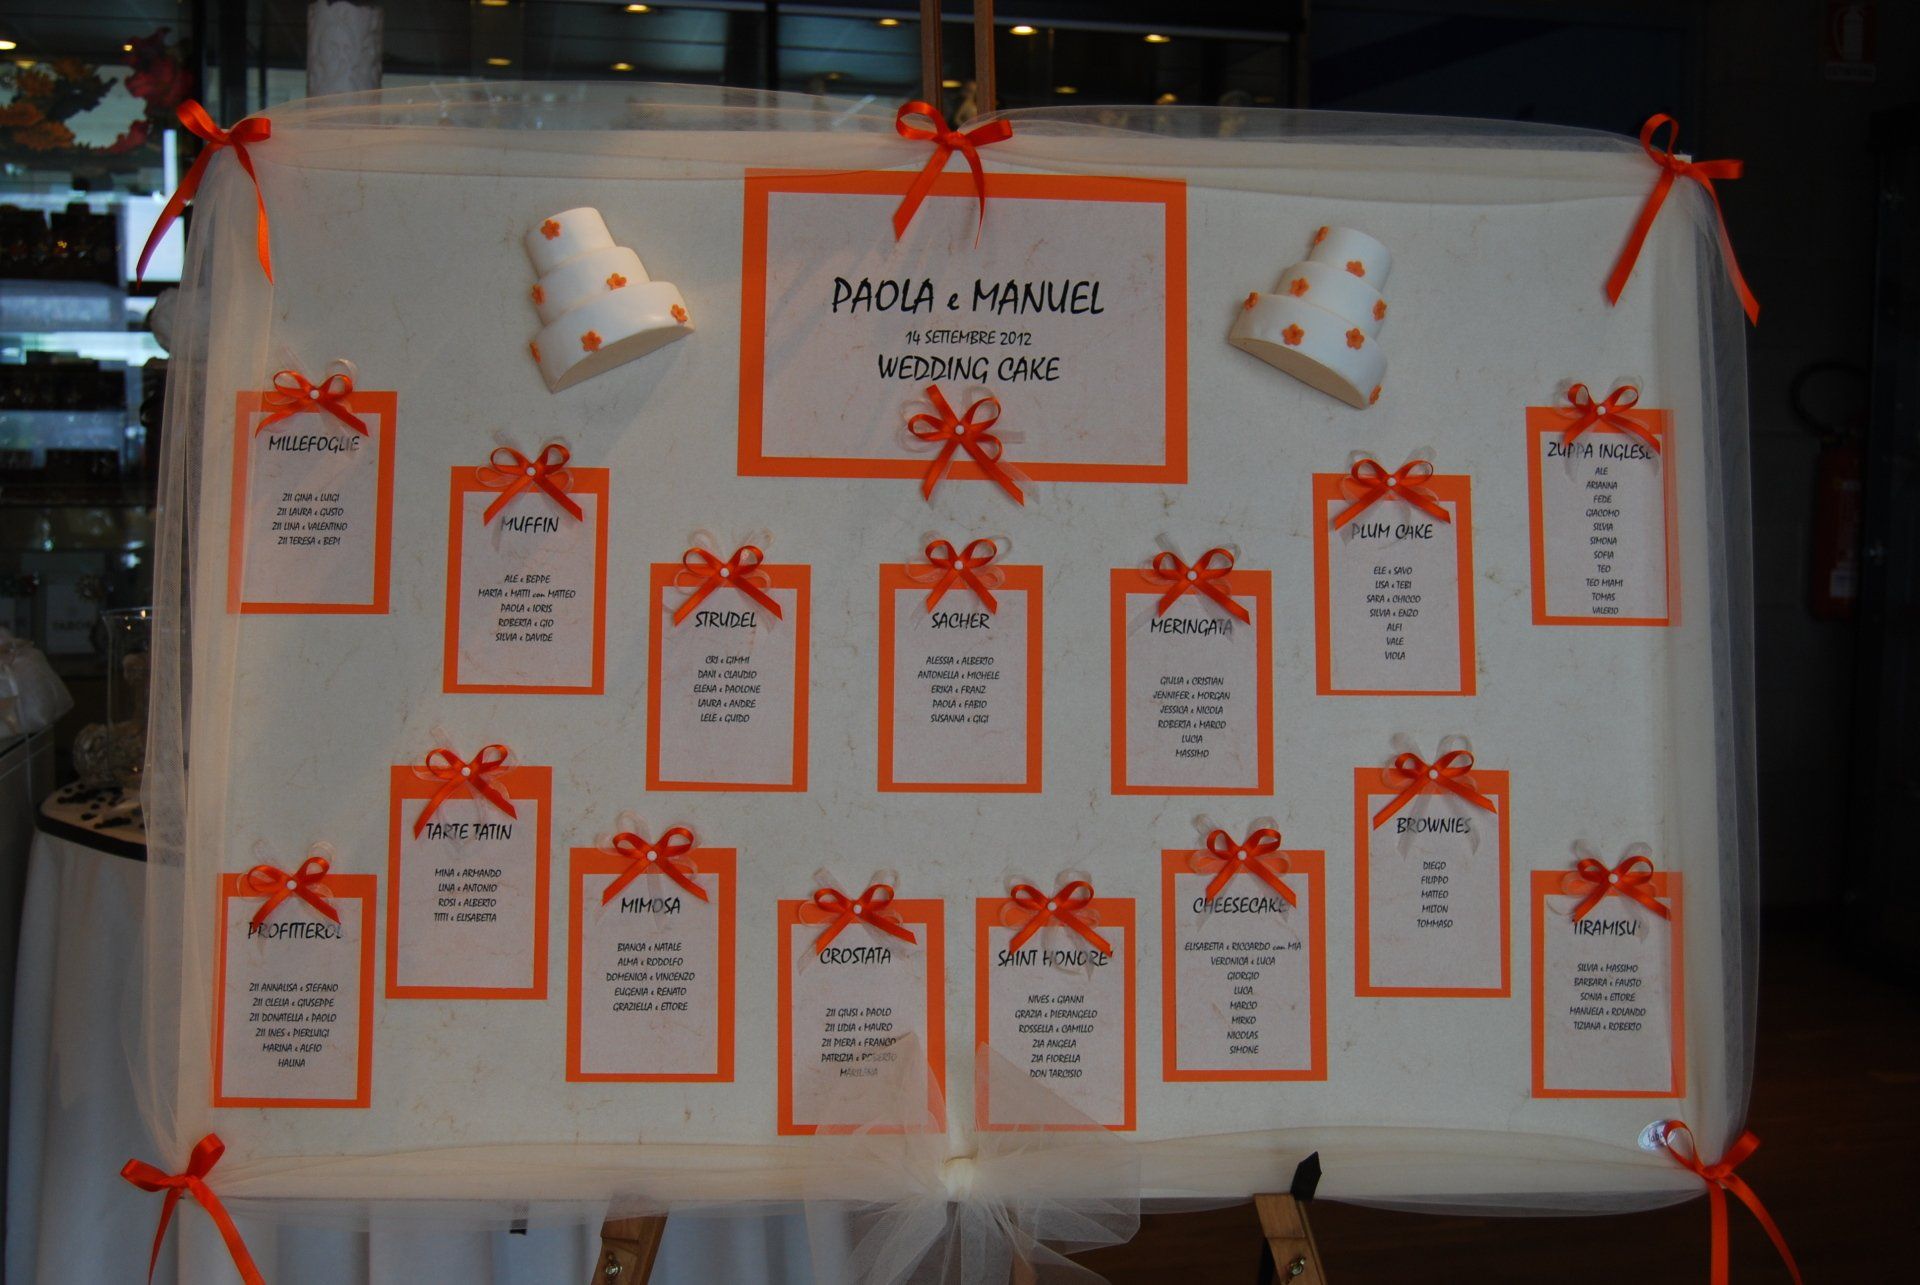 PAOLA e MANUEL
14 SETTEMBRE 2012
WEDDING CAKE
MILLEFOGLIE
ZII GINA e LUIGI
ZII LAURA e GUSTO
ZII LINA e VALENTINO
ZII TERESA e BEPI
MUFFIN
ALE e BEPPE
MARTA e MATTI con MATTEO
PAOLA e IORIS
ROBERTA e GIO
SILVIA e DAVIDE
STRUDEL
CRI e GIMMI
DANI e CLAUDIO
ELENA e PAOLONE
LAURA e ANDRE
LELE e GUIDO
SACHER
ALESSIA e ALBERTO
ANTONELLA e MICHELE
ERIKA e FRANZ
PAOLA e FABIO
SUSANNA e GIGI
MERINGATA
GIULIA e CRISTIAN
JENNIFER e MORGAN
JESSICA e NICOLA
ROBERTA e MARCO
LUCIA
MASSIMO
PLUM CAKE
ELE e SAVO
LISA e TEBI
SARA e CHICCO
SILVIA e ENZO
ALFI
VALE
VIOLA
ZUPPA INGLESE
ALE
ARIANNA
FEDE
GIACOMO
SILVIA
SIMONA
SOFIA
TEO
TEO MIAMI
TOMAS
VALERIO
PROFITTEROL
ZII ANNALISA e STEFANO
ZII CLELIA e GIUSEPPE
ZII DONATELLA e PAOLO
ZII INES e PIERLUIGI
MARINA e ALFIO
HALINA
TARTE TATIN
MINA e ARMANDO
LINA e ANTONIO
ROSI e ALBERTO
TITTI e ELISABETTA
MIMOSA
BIANCA e NATALE
ALMA e RODOLFO
DOMENICA e VINCENZO
EUGENIA e RENATO
GRAZIELLA e ETTORE
CROSTATA
ZII GIUSI e PAOLO
ZII LIDIA e MAURO
ZII PIERA e FRANCO
PATRIZIA e ROBERTO
MARILENA
SAINT HONORE
NIVES e GIANNI
GRAZIA e PIERANGELO
ROSSELLA e CAMILLO
ZIA ANGELA
ZIA FIORELLA
DON TARCISIO
CHEESECAKE
ELISABETTA e RICCARDO con MIA
VERONICA e LUCA
GIORGIO
LUCA
MARCO
MIRKO
NICOLAS
SIMONE
BROWNIES
DIEGO
FILIPPO
MATTEO
MILTON
TOMMASO
TIRAMISU'
SILVIA e MASSIMO
BARBARA e FAUSTO
SONIA e ETTORE
MANUELA e ROLANDO
TIZIANA e ROBERTO